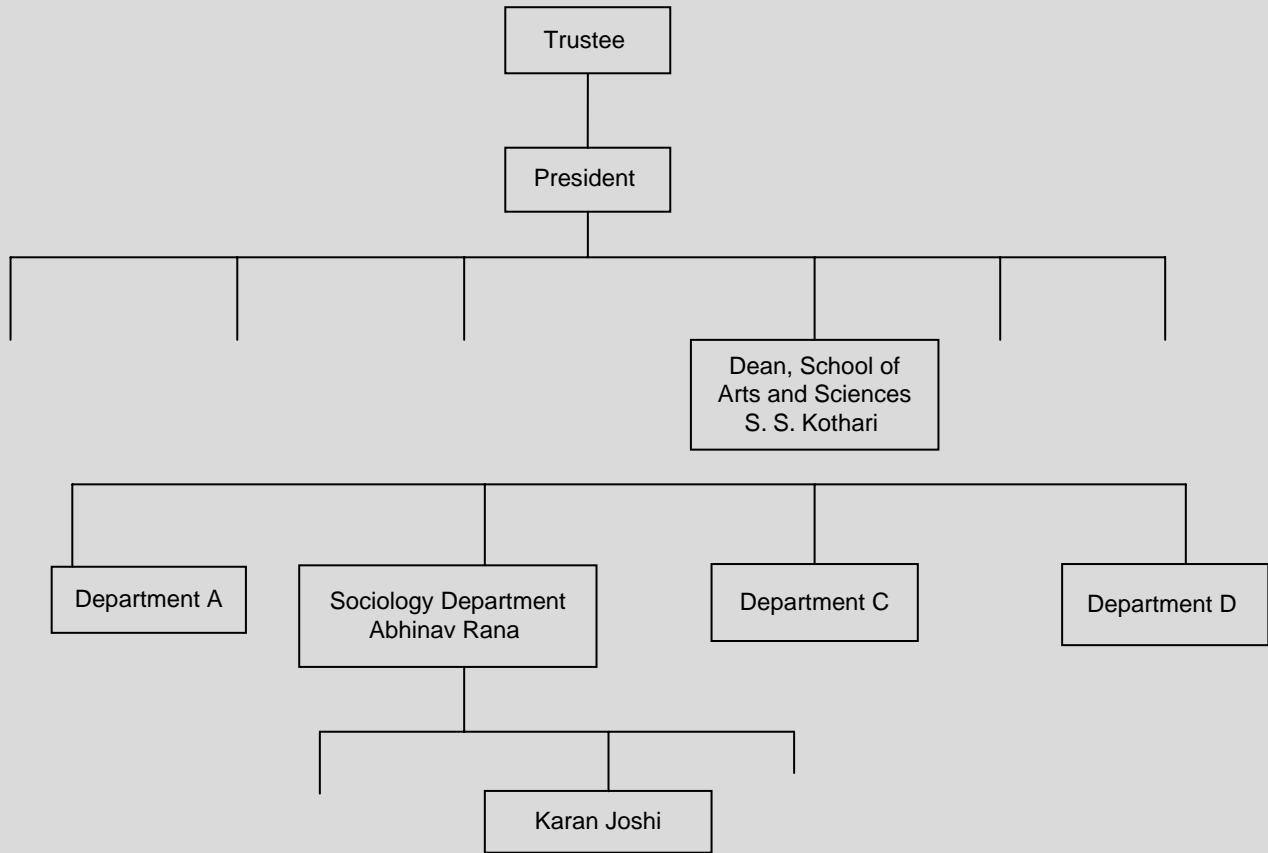 Trustee
President
Dean, School of
Arts and Sciences
S. S. Kothari
Department A
Sociology Department
Abhinav Rana
Department C
Department D
Karan Joshi